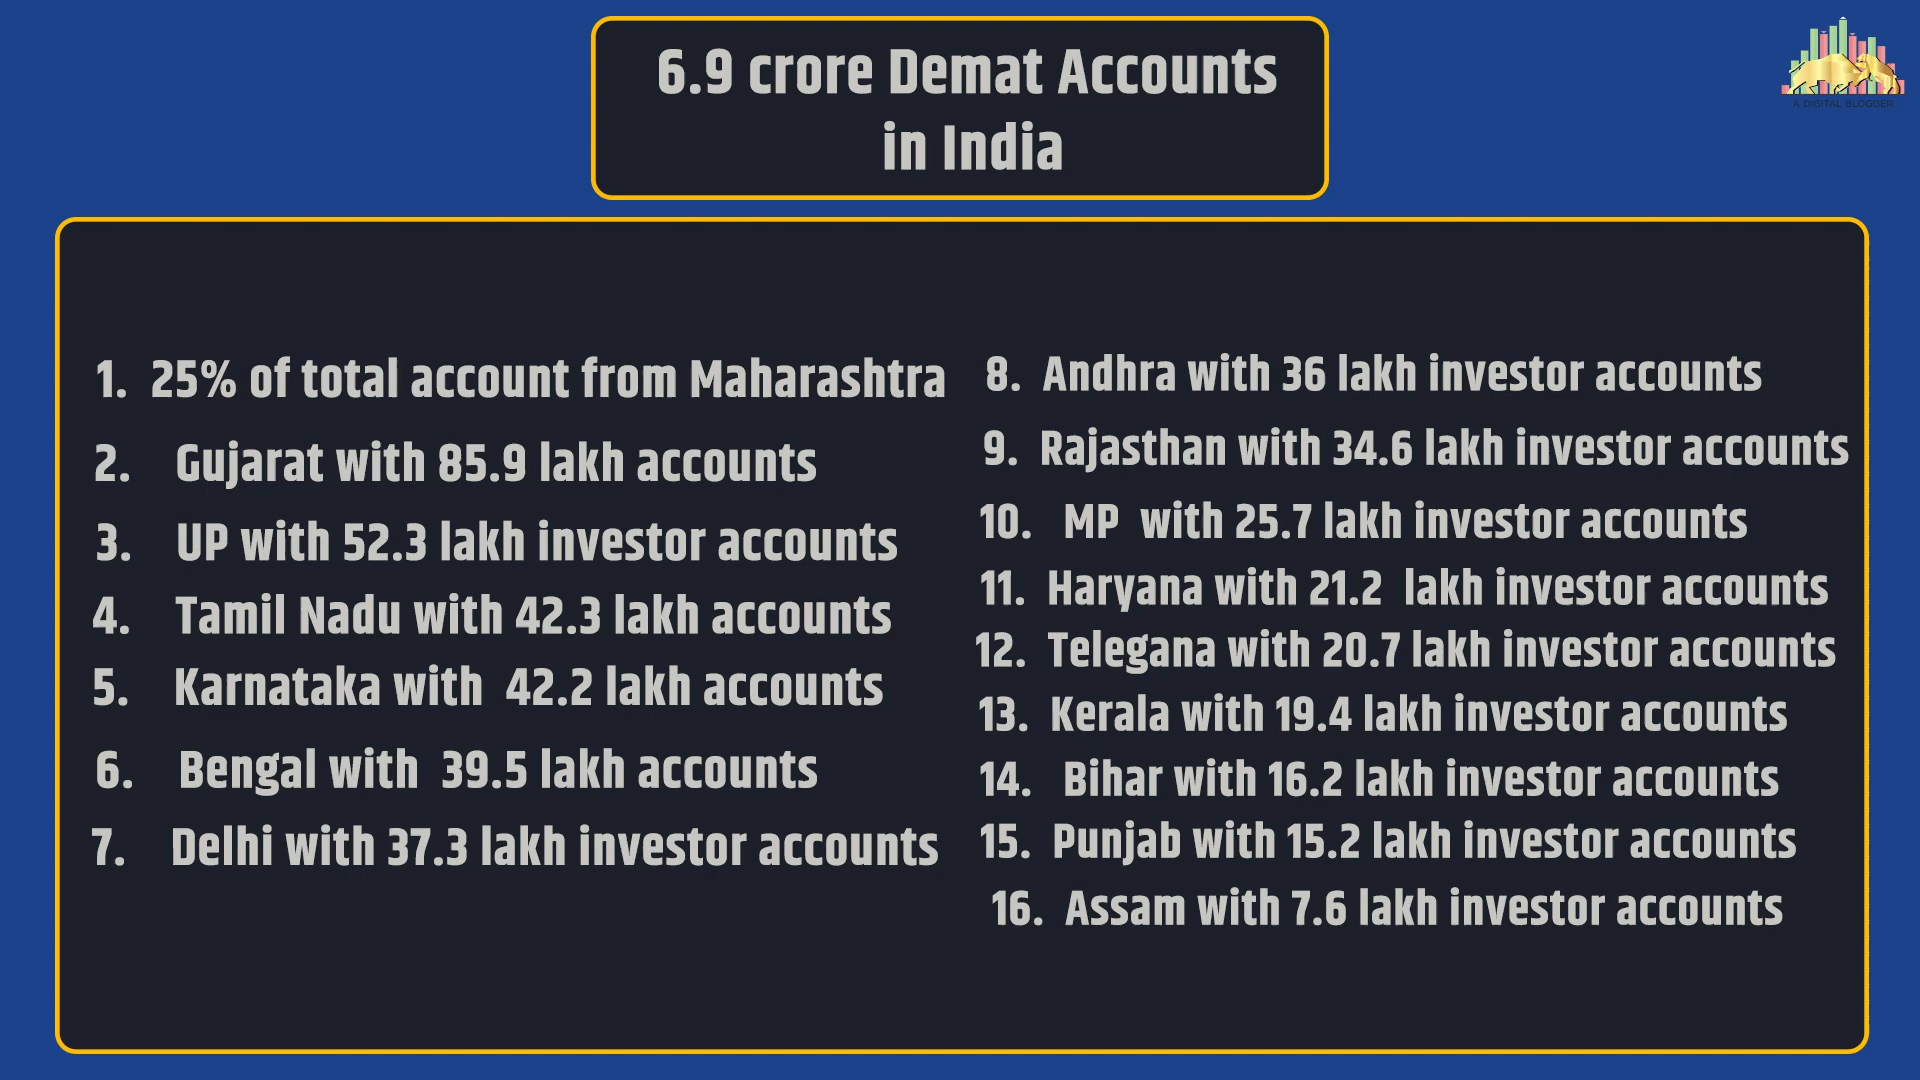 6.9 crore Demat Accounts
in India
A DIGITAL BLOGGER
1. 25% of total account from Maharashtra
2. Gujarat with 85.9 lakh accounts
3. UP with 52.3 lakh investor accounts
4. Tamil Nadu with 42.3 lakh accounts
5. Karnataka with 42.2 lakh accounts
6. Bengal with 39.5 lakh accounts
7. Delhi with 37.3 lakh investor accounts
8. Andhra with 36 lakh investor accounts
9. Rajasthan with 34.6 lakh investor accounts
10. MP with 25.7 lakh investor accounts
11. Haryana with 21.2 lakh investor accounts
12. Telegana with 20.7 lakh investor accounts
13. Kerala with 19.4 lakh investor accounts
14. Bihar with 16.2 lakh investor accounts
15. Punjab with 15.2 lakh investor accounts
16. Assam with 7.6 lakh investor accounts